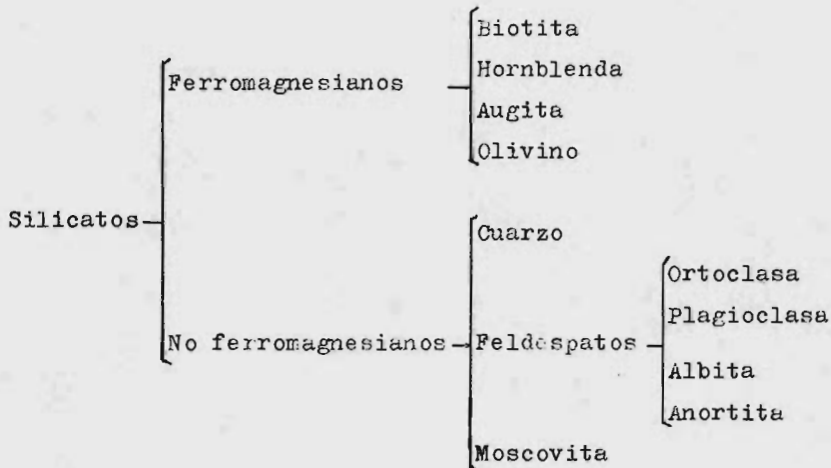 Silicatos
Ferromagnesianos
Biotita
Hornblenda
Augita
Olivino
No ferromagnesianos
Cuarzo
Feldespatos
Ortoclasa
Plagioclasa
Albita
Anortita
Moscovita